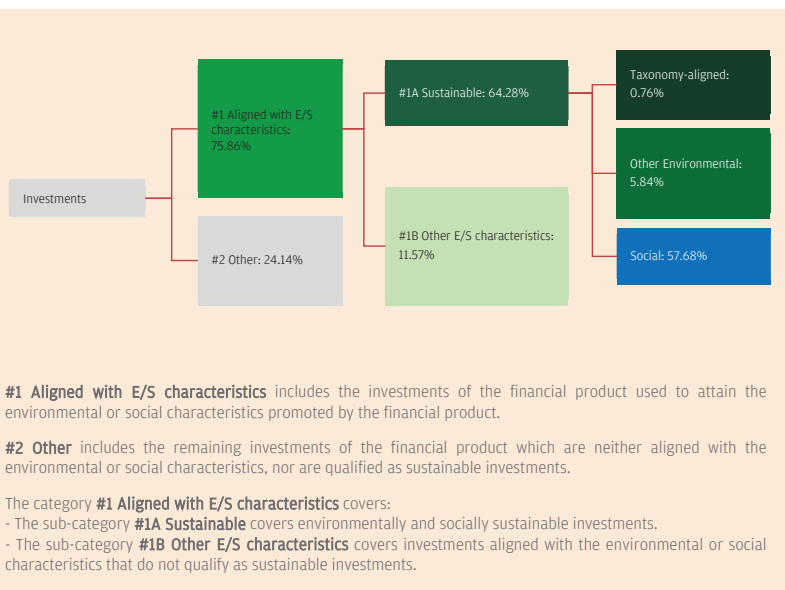 Investments
#1 Aligned with E/S
characteristics:
75.86%
#2 Other: 24.14%
#1A Sustainable: 64.28%
#1B Other E/S characteristics:
11.57%
Taxonomy-aligned:
0.76%
Other Environmental:
5.84%
Social: 57.68%
#1 Aligned with E/S characteristics includes the investments of the financial product used to attain the
environmental or social characteristics promoted by the financial product.
#2 Other includes the remaining investments of the financial product which are neither aligned with the
environmental or social characteristics, nor are qualified as sustainable investments.
The category #1 Aligned with E/S characteristics covers:
- The sub-category #1A Sustainable covers environmentally and socially sustainable investments.
- The sub-category #1B Other E/S characteristics covers investments aligned with the environmental or social
characteristics that do not qualify as sustainable investments.